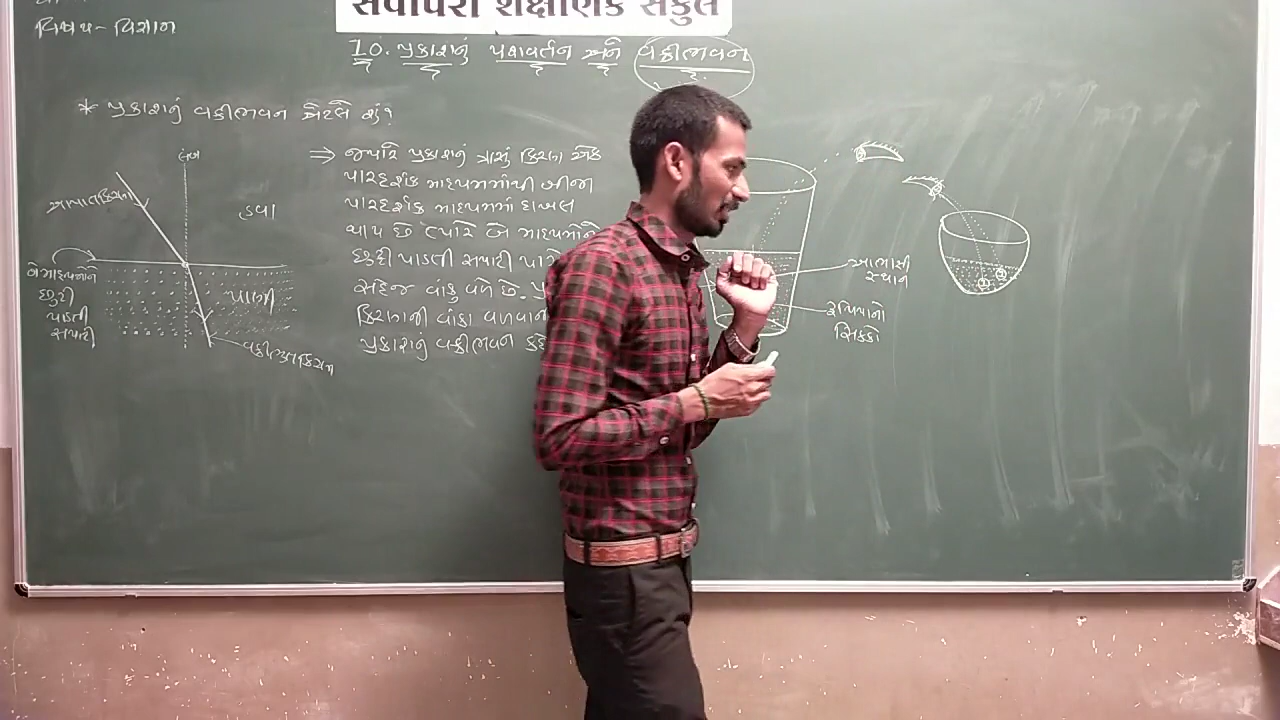 સર્વોપરી શૈક્ષણિક સંકુલ
વિષય - વિજ્ઞાન
10. પ્રકાશનું પરાવર્તન અને વક્રીભવન
* પ્રકાશનું વક્રીભવન એટલે શું?
લંબ
આપાતકિરણ
હવા
બે માધ્યમોને
છુટી
પાડતી
સપાટી
પાણી
વક્રીભૂતકિરણ
⇒ જ્યારે પ્રકાશનું ત્રાસું કિરણ એક
પારદર્શક માધ્યમમાંથી બીજા
પારદર્શક માધ્યમમાં દાખલ
થાય છે ત્યારે બે માધ્યમોને
છુટી પાડતી સપાટી
સહેજ વાંકુ વળે છે.
કિરણની વાંકા વળવાની
પ્રકાશનું વક્રીભવન કહે
આભાસી
સ્થાન
રૂપિયાનો
સિક્કો